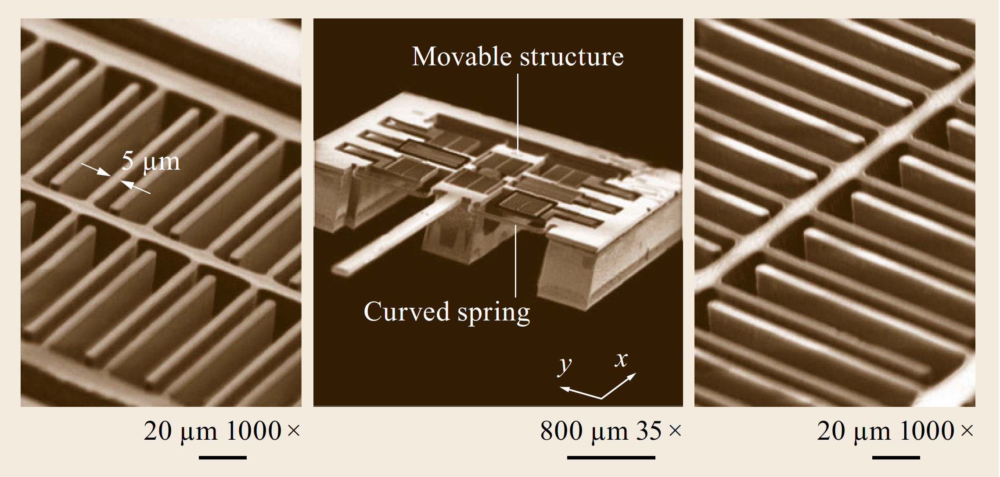 5 µm
20 µm 1000 ×
Movable structure
Curved spring
y x
800 µm 35 ×
20 µm 1000 ×